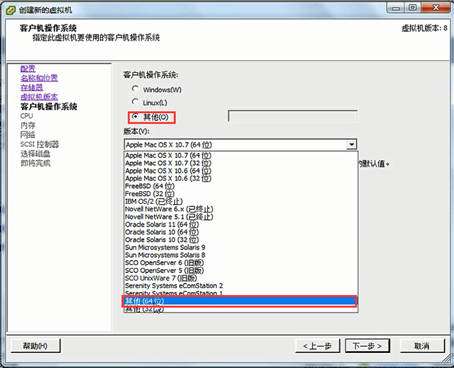 创建新的虚拟机
客户机操作系统
指定此虚拟机要使用的客户机操作系统
虚拟机版本: 8
配置
名称和位置
存储器
虚拟机版本
客户机操作系统
CPU
内存
网络
SCSI 控制器
选择磁盘
即将完成
客户机操作系统:
Windows(W)
Linux(L)
其他(O)
版本(V):
Apple Mac OS X 10.7 (64 位)
Apple Mac OS X 10.7 (64 位)
Apple Mac OS X 10.7 (32 位)
Apple Mac OS X 10.6 (64 位)
Apple Mac OS X 10.6 (32 位)
FreeBSD (64 位)
FreeBSD (32 位)
IBM OS/2 (已终止)
Novell NetWare 6.x (已终止)
Novell NetWare 5.1 (已终止)
Oracle Solaris 11 (64 位)
Oracle Solaris 10 (64 位)
Oracle Solaris 10 (32 位)
Sun Microsystems Solaris 9
Sun Microsystems Solaris 8
SCO OpenServer 6 (旧版)
SCO OpenServer 5 (旧版)
SCO UnixWare 7 (旧版)
Serenity Systems eComStation 2
Serenity Systems eComStation 1
其他 (64 位)
其他 (32 位)
的默认值。
帮助(H)
< 上一步
下一步 >
取消